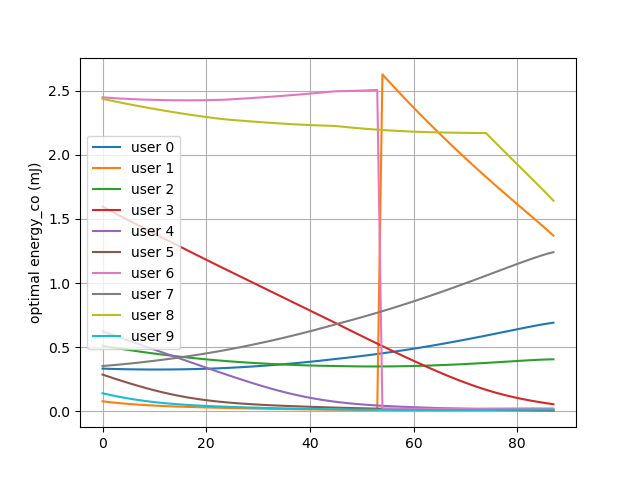 optimal energy_co (mJ)
2.5
2.0
1.5
1.0
0.5
0.0
user 0
user 1
user 2
user 3
user 4
user 5
user 6
user 7
user 8
user 9
0 20 40 60 80